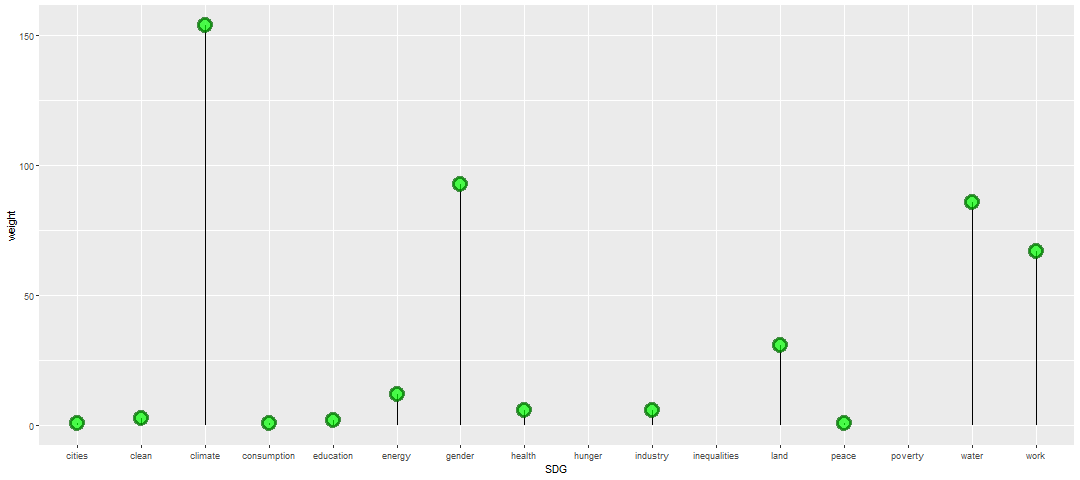 150
100
50
0
weight
cities clean climate consumption education energy gender health hunger industry inequalities land peace poverty water work
SDG